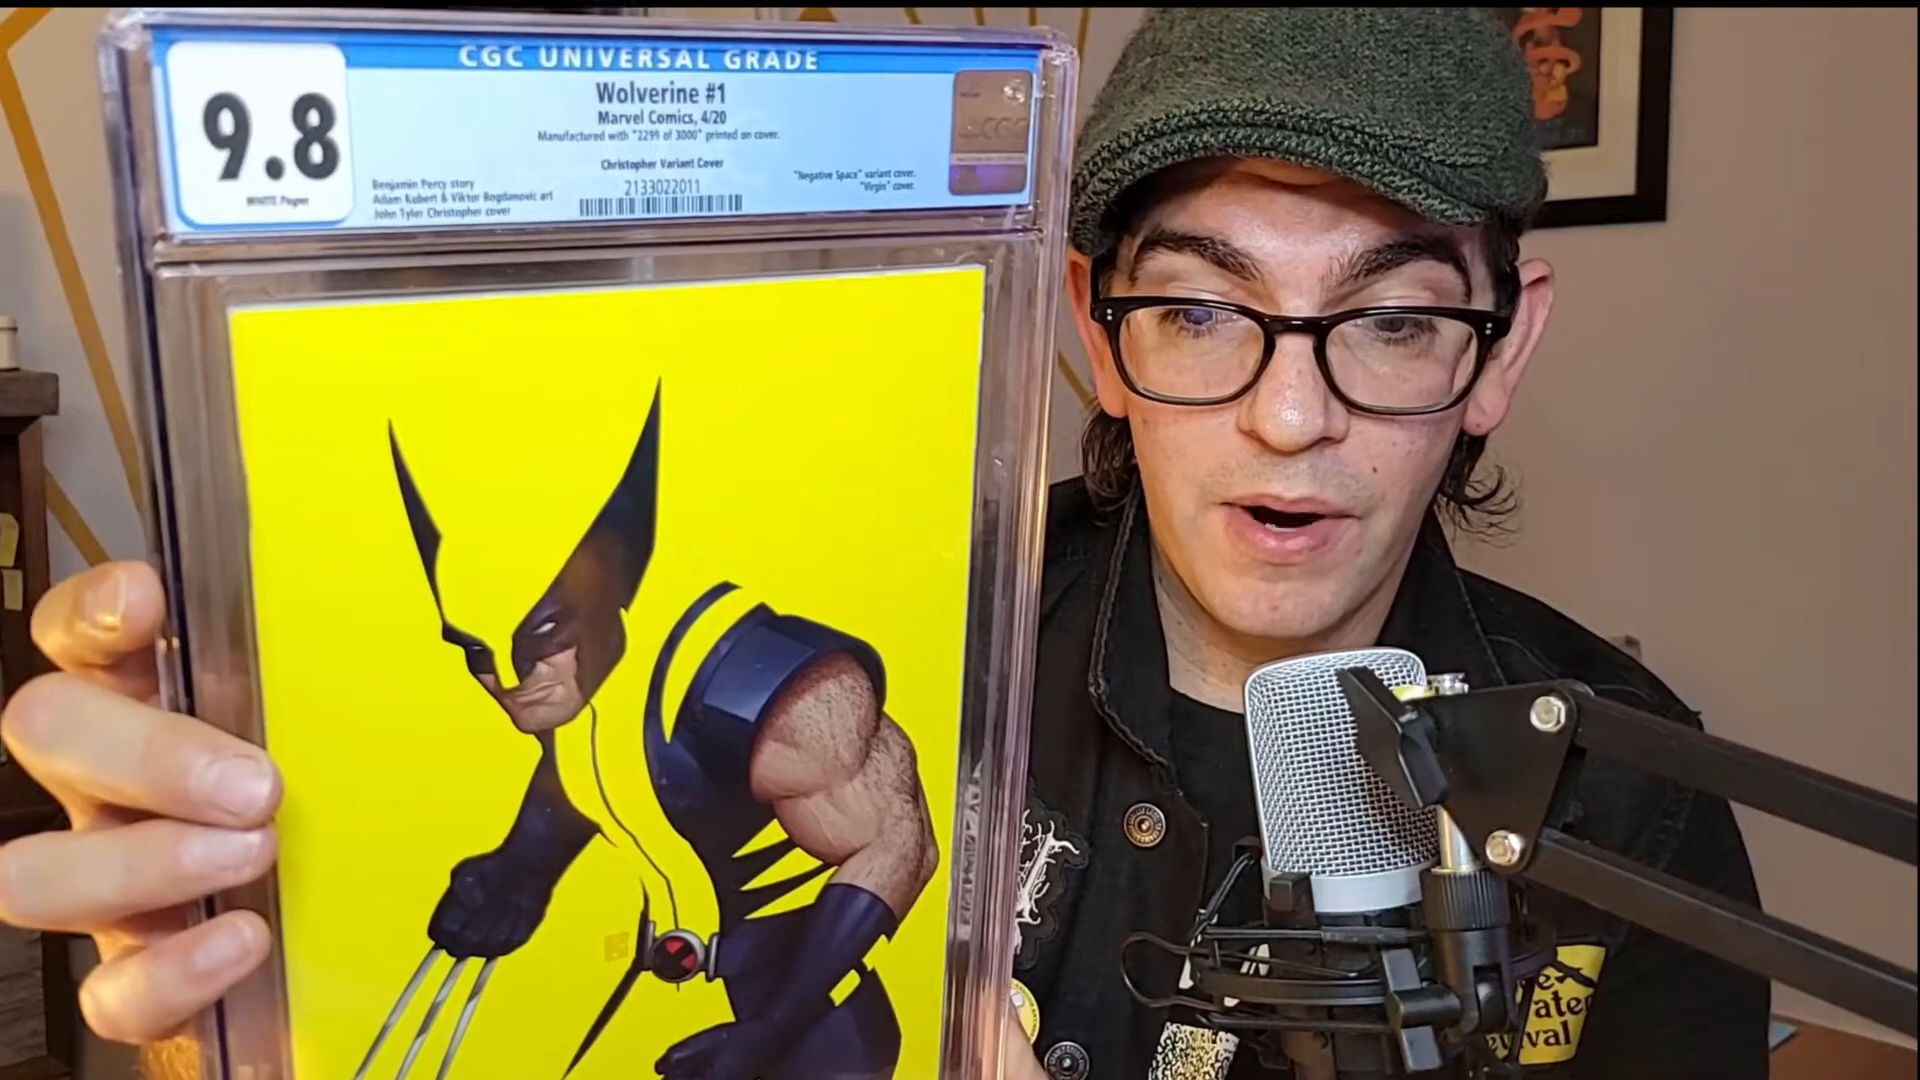 CGC UNIVERSAL GRADE
9.8
WHITE Pages
Wolverine #1
Marvel Comics, 4/20
Manufactured with "2299 of 3000" printed on cover.
Christopher Variant Cover
2133022011
Benjamin Percy story
Adam Kubert & Viktor Bogdanovic art
John Tyler Christopher cover
"Negative Space" variant cover.
"Virgin" cover.
CGC